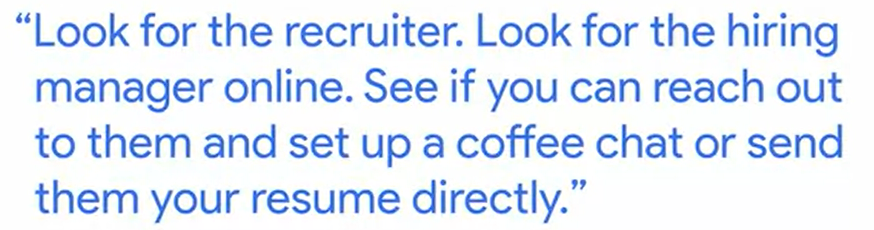 “Look for the recruiter. Look for the hiring
manager online. See if you can reach out
to them and set up a coffee chat or send
them your resume directly.”